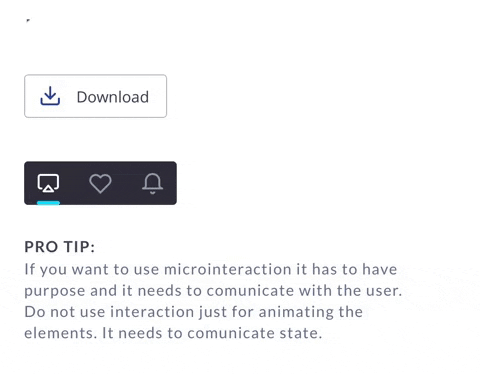 Download
PRO TIP:
If you want to use microinteraction it has to have
purpose and it needs to comunicate with the user.
Do not use interaction just for animating the
elements. It needs to comunicate state.